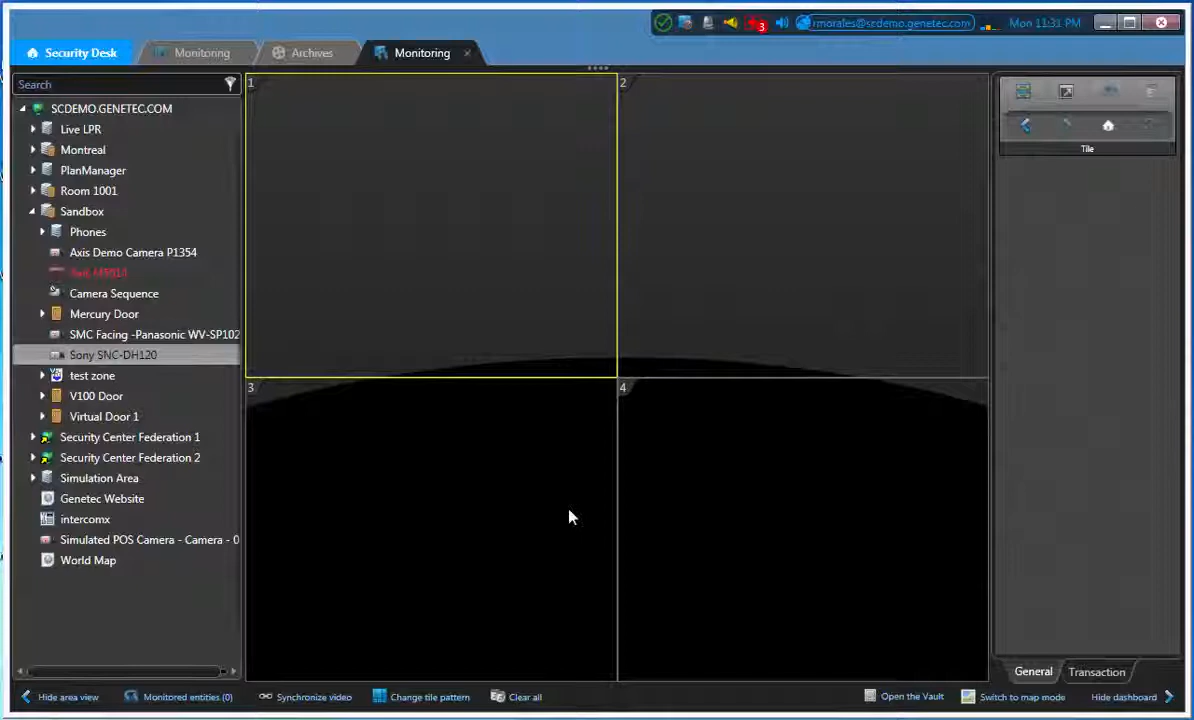 3
rmorales@scdemo.genetec.com
Mon 11:31 PM
Security Desk
Monitoring
Archives
Monitoring
Search
SCDEMO.GENETEC.COM
Live LPR
Montreal
PlanManager
Room 1001
Sandbox
Phones
Axis Demo Camera P1354
Camera Sequence
Mercury Door
SMC Facing -Panasonic WV-SP102
Sony SNC-DH120
test zone
V100 Door
Virtual Door 1
Security Center Federation 1
Security Center Federation 2
Simulation Area
Genetec Website
intercomx
Simulated POS Camera - Camera - 0
World Map
1
2
3
4
Tile
General
Transaction
Hide area view
Monitored entities (0)
Synchronize video
Change tile pattern
Clear all
Open the Vault
Switch to map mode
Hide dashboard